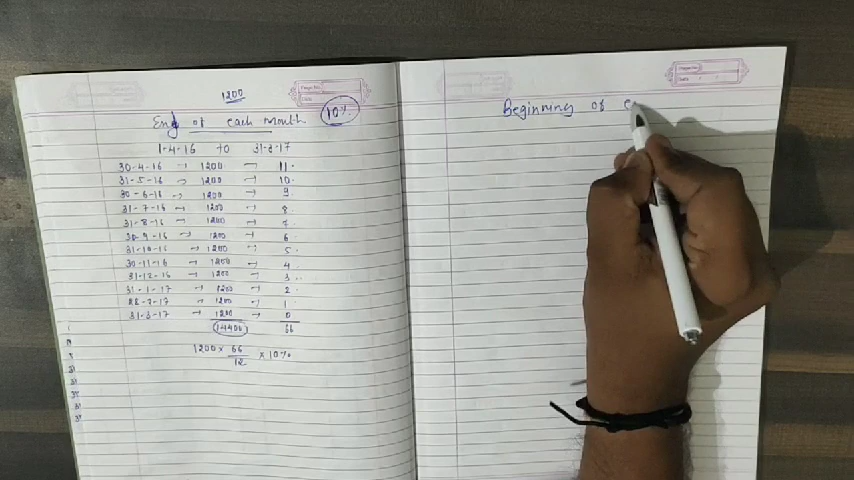 1200
End of each Month 10%
1-4-16 to 31-3-17
30-4-16 → 1200 → 11
31-5-16 → 1200 → 10
30-6-16 → 1200 → 9
31-7-16 → 1200 → 8
31-8-16 → 1200 → 7
30-9-16 → 1200 → 6
31-10-16 → 1200 → 5
30-11-16 → 1200 → 4
31-12-16 → 1200 → 3
31-1-17 → 1200 → 2
28-2-17 → 1200 → 1
31-3-17 → 1200 → 0
14400 66
1200 × 66/12 × 10%
Beginning of e